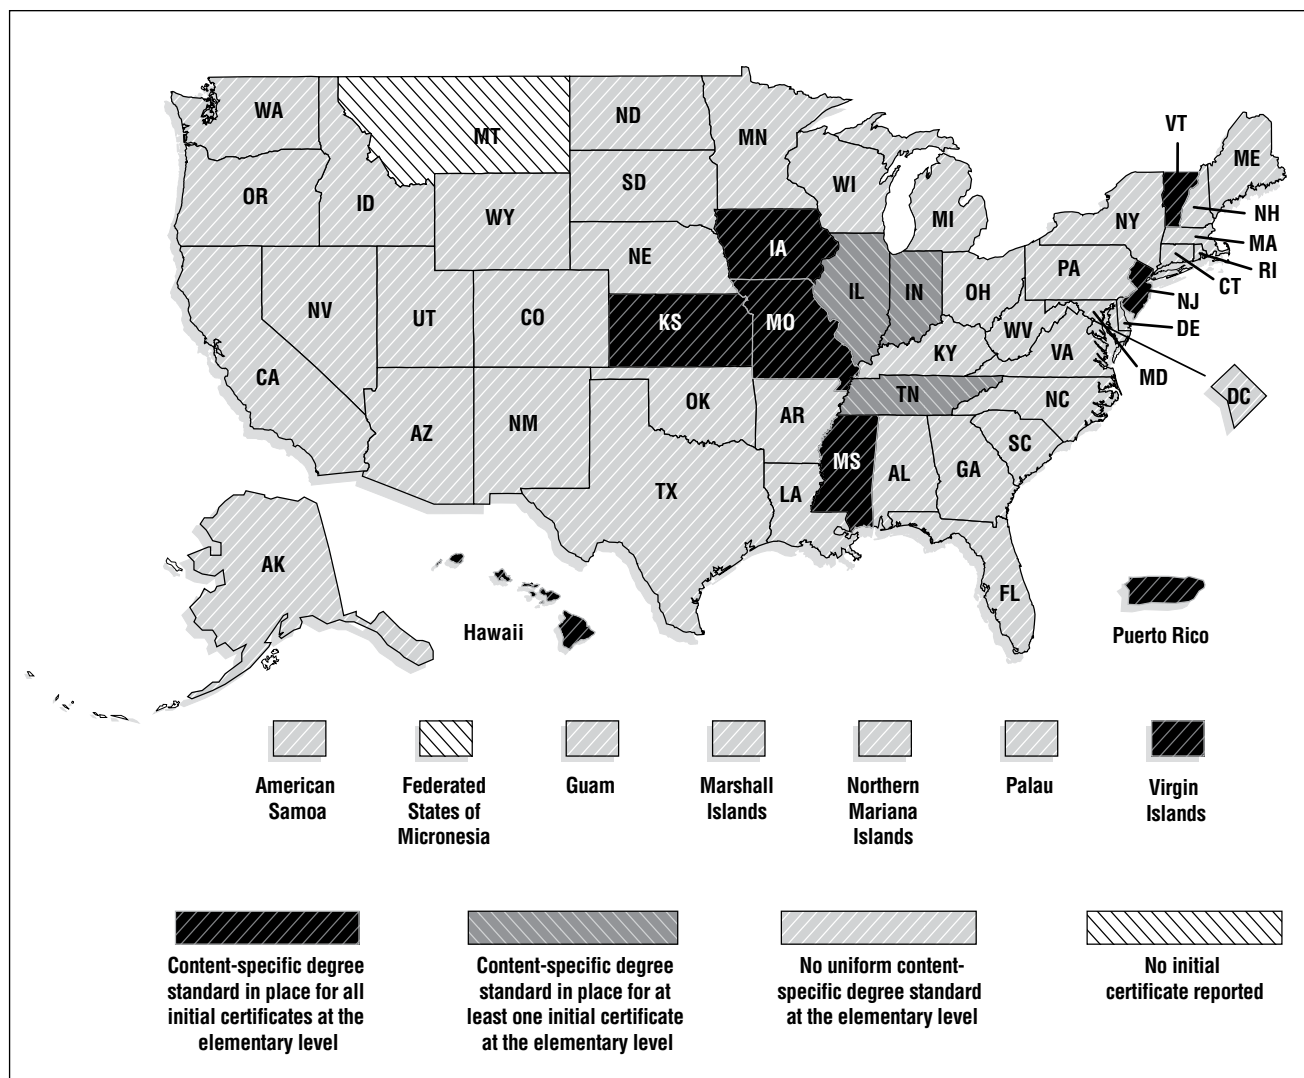 WA
MT
ND
MN
VT
ME
OR
ID
WY
SD
WI
MI
NY
NH
MA
RI
CT
NV
UT
CO
NE
IA
IL
IN
OH
PA
NJ
DE
CA
KS
MO
KY
WV
VA
MD
DC
AZ
NM
OK
AR
TN
NC
SC
TX
LA
MS
AL
GA
FL
AK
Hawaii
Puerto Rico
American
Samoa
Federated
States of
Micronesia
Guam
Marshall
Islands
Northern
Mariana
Islands
Palau
Virgin
Islands
Content-specific degree
standard in place for all
initial certificates at the
elementary level
Content-specific degree
standard in place for at
least one initial certificate
at the elementary level
No uniform content-
specific degree standard
at the elementary level
No initial
certificate reported